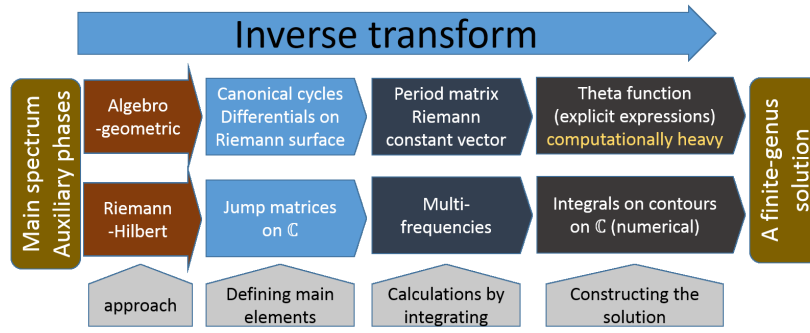 Inverse transform
Main spectrum
Auxiliary phases
Algebro
-geometric
Canonical cycles
Differentials on
Riemann surface
Period matrix
Riemann
constant vector
Theta function
(explicit expressions)
computationally heavy
Riemann
-Hilbert
Jump matrices
on ℂ
Multi-
frequencies
Integrals on contours
on ℂ (numerical)
A finite-genus
solution
approach
Defining main
elements
Calculations by
integrating
Constructing the
solution